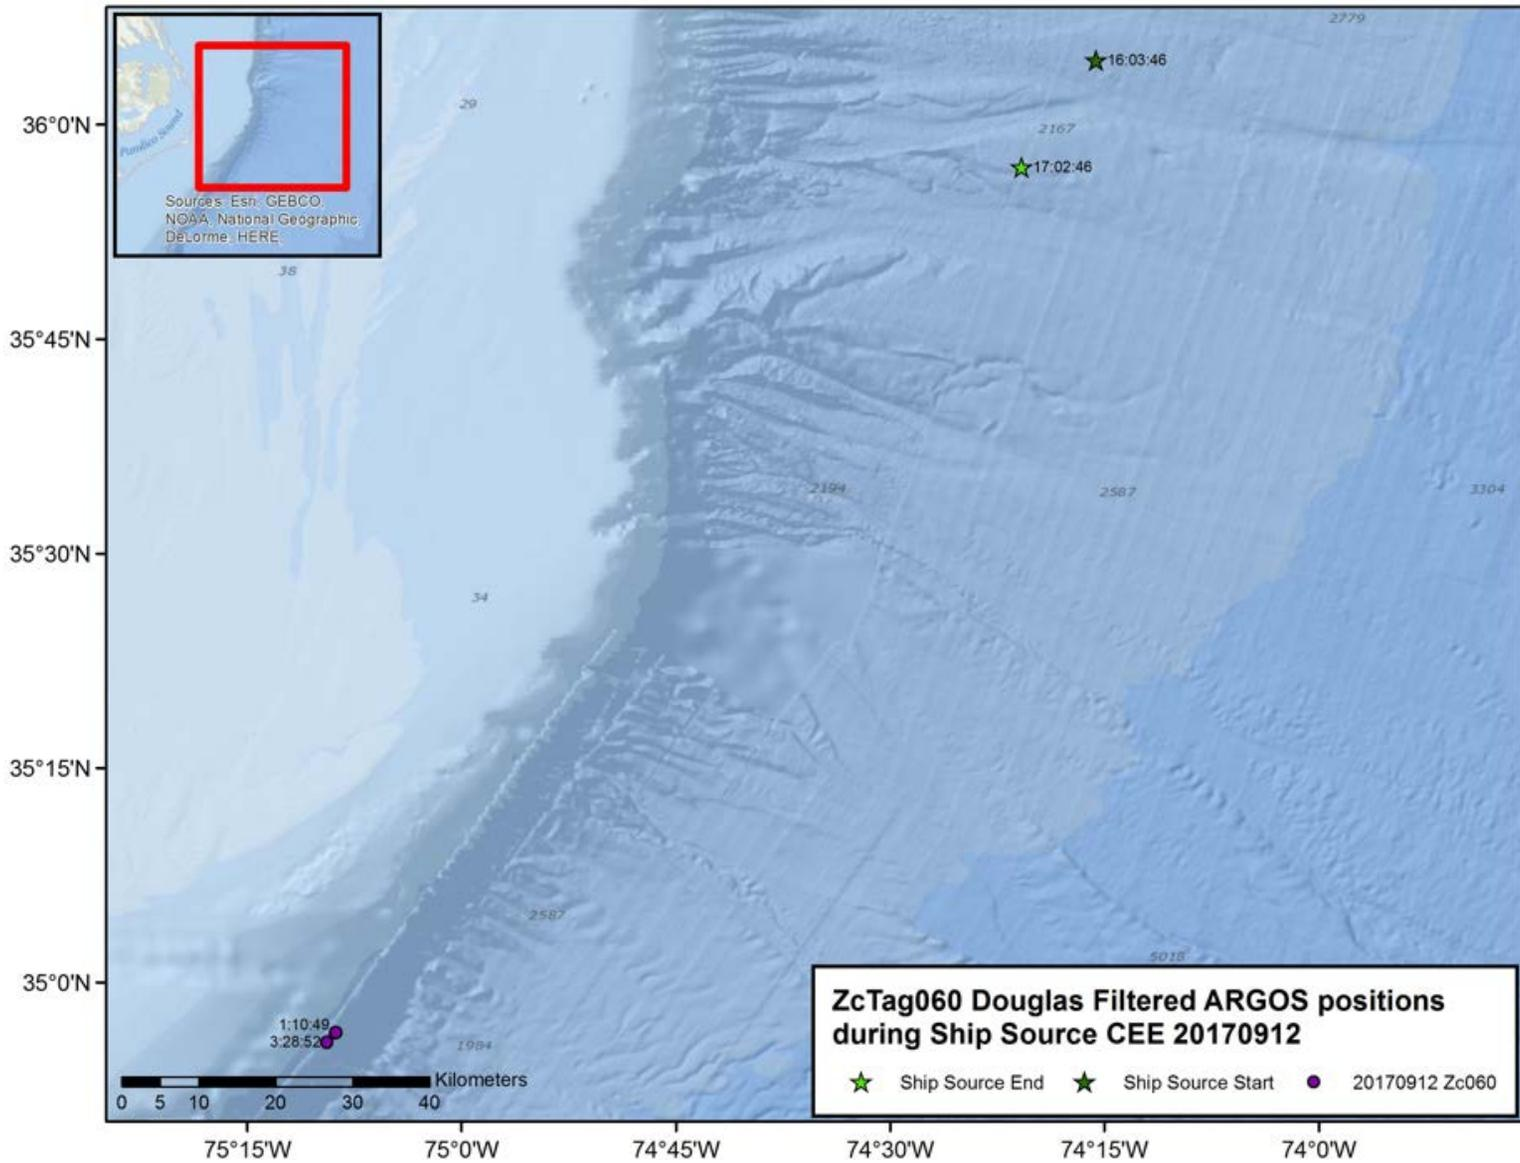 2779
16:03:46
29
36°0'N
2167
17:02:46
Pamlico Sound
Sources: Esri, GEBCO,
NOAA, National Geographic,
DeLorme, HERE,
38
35°45'N
2194
2587
3304
35°30'N
34
35°15'N
2587
5018
35°0'N
1:10:49
3:28:52
1984
Kilometers
0 5 10 20 30 40
ZcTag060 Douglas Filtered ARGOS positions
during Ship Source CEE 20170912
Ship Source End Ship Source Start 20170912 Zc060
75°15'W 75°0'W 74°45'W 74°30'W 74°15'W 74°0'W